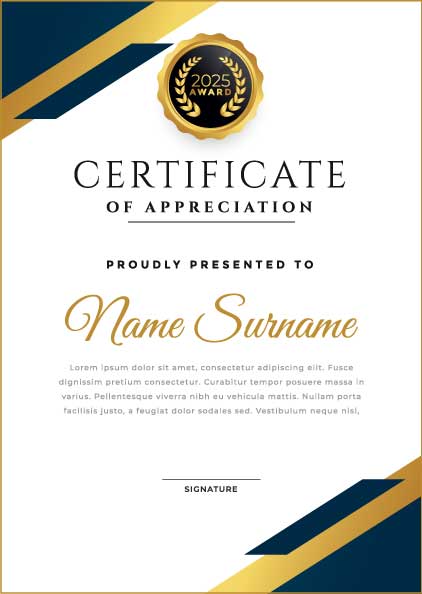 2025
AWARD
CERTIFICATE
OF APPRECIATION
PROUDLY PRESENTED TO
Name Surname
Lorem ipsum dolor sit amet, consectetur adipiscing elit. Fusce
dignissim pretium consectetur. Curabitur tempor posuere massa in
varius. Pellentesque viverra nibh eu vehicula mattis. Nullam porta
facilisis justo, a feugiat dolor sodales sed. Vestibulum neque nisl,
SIGNATURE